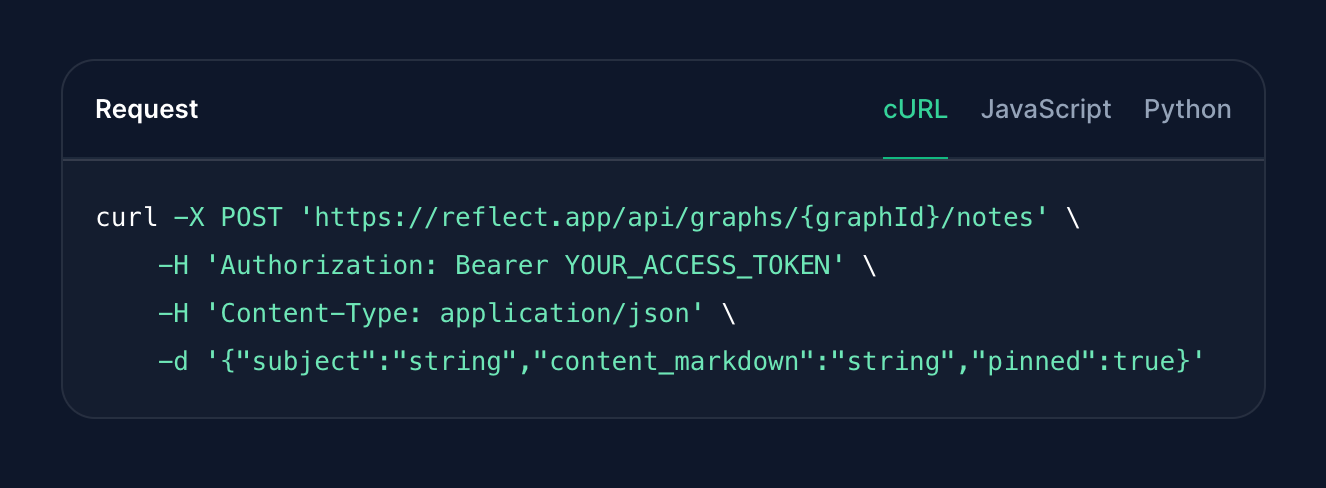 Request
cURL JavaScript Python
curl -X POST 'https://reflect.app/api/graphs/{graphId}/notes' \
    -H 'Authorization: Bearer YOUR_ACCESS_TOKEN' \
    -H 'Content-Type: application/json' \
    -d '{"subject":"string","content_markdown":"string","pinned":true}'